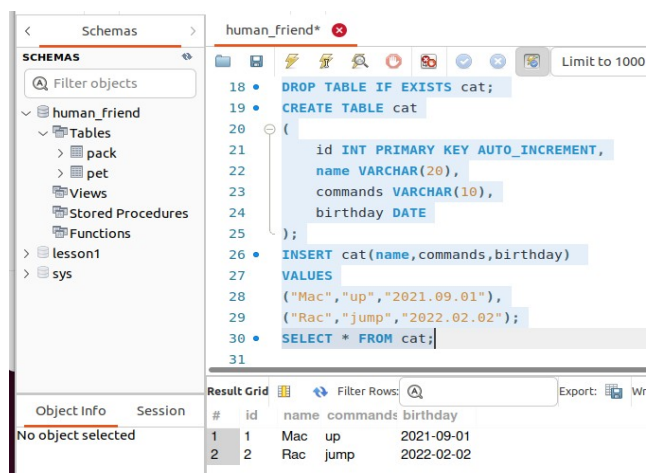 Schemas
human_friend*
SCHEMAS
Filter objects
human_friend
Tables
pack
pet
Views
Stored Procedures
Functions
lesson1
sys
Object Info Session
No object selected
Limit to 1000
18 DROP TABLE IF EXISTS cat;
19 CREATE TABLE cat
20 (
21 id INT PRIMARY KEY AUTO_INCREMENT,
22 name VARCHAR(20),
23 commands VARCHAR(10),
24 birthday DATE
25 );
26 INSERT cat(name,commands,birthday)
27 VALUES
28 ("Mac","up","2021.09.01"),
29 ("Rac","jump","2022.02.02");
30 SELECT * FROM cat;
31
Result Grid Filter Rows: Export: Wr
# id name commands birthday
1 1 Mac up 2021-09-01
2 2 Rac jump 2022-02-02